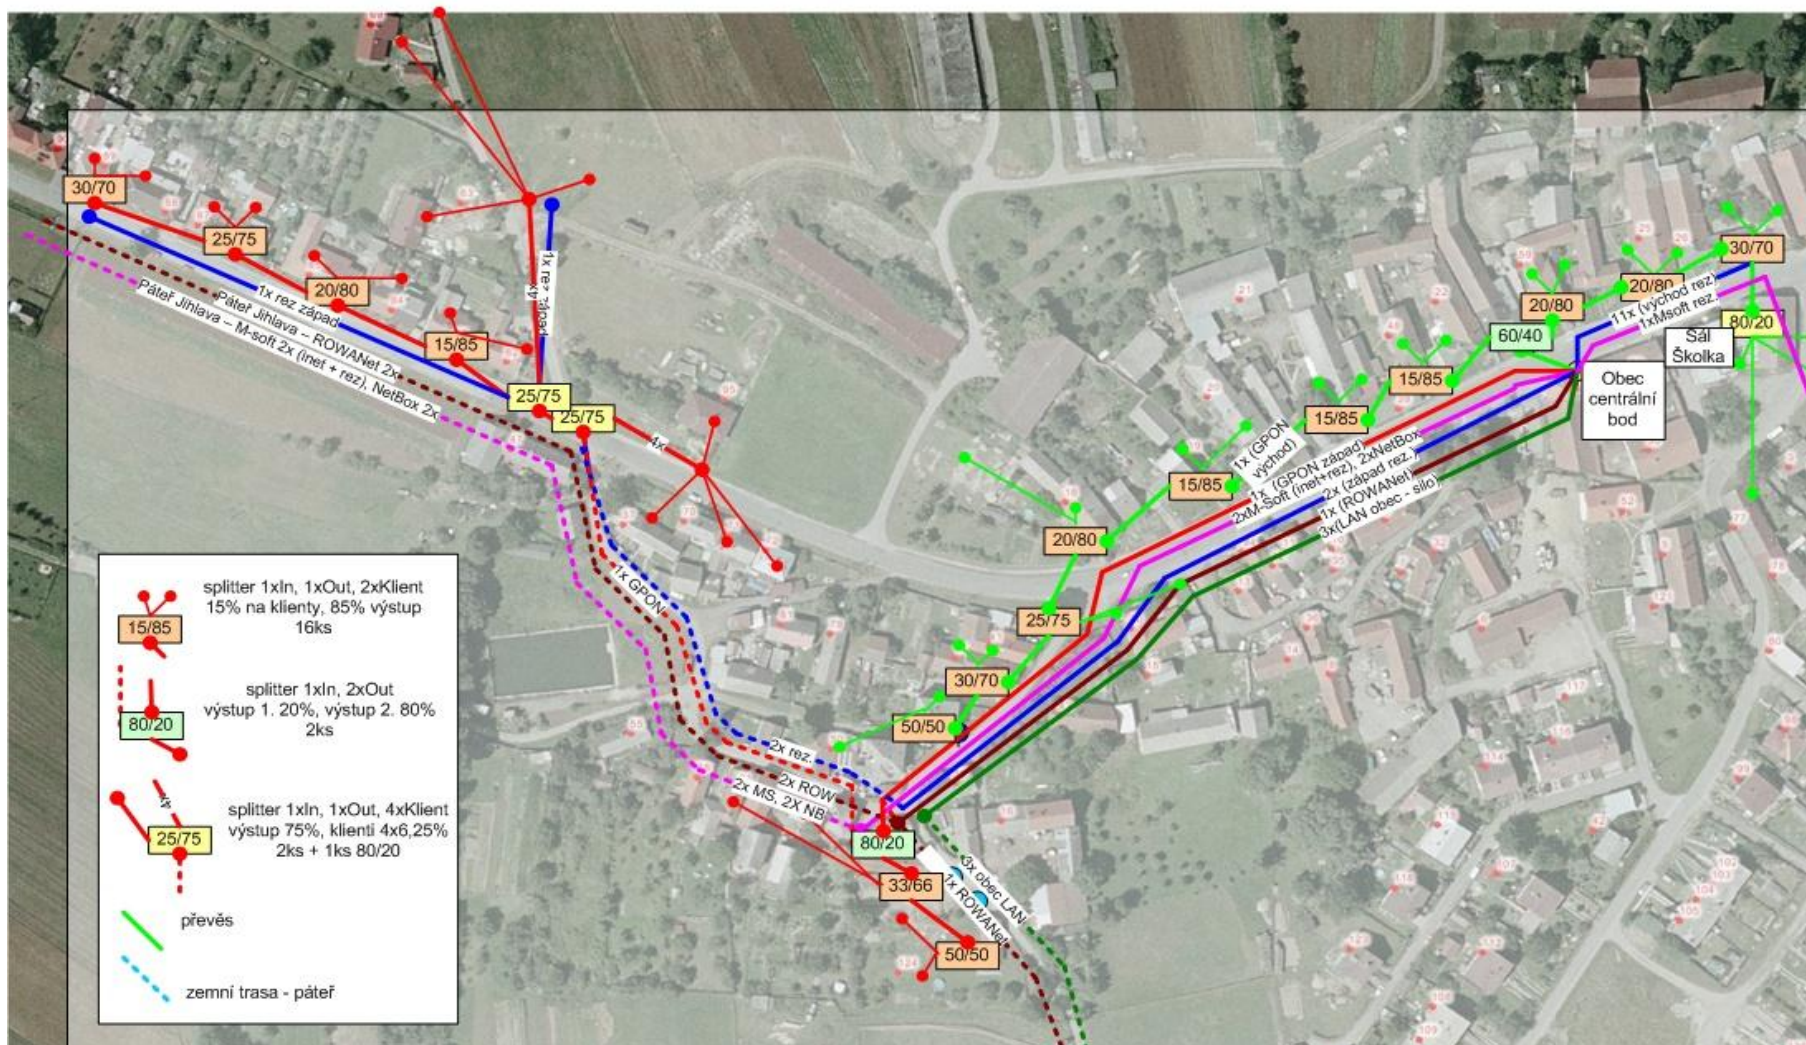 30/70
25/75
20/80
15/85
25/75
25/75
1x rez západ
Páteř Jihlava – ROWANet 2x
Páteř Jihlava – M-soft 2x (inet + rez), NetBox 2x
4x
1x rez západ
4x
1x GPON
2x rez.
2x ROW
2x MS, 2X NB
80/20
33/66
50/50
3x obec LAN
1x ROWANet
50/50
30/70
25/75
20/80
15/85
15/85
15/85
20/80
20/80
30/70
60/40
80/20
1x (GPON
východ)
1x (GPON západ)
2xM-Soft (inet+rez), 2xNetBox
2x (západ rez.)
1x (ROWANet)
3x(LAN obec - silo)
11x (východ rez)
1xMsoft rez.
Sál
Školka
Obec
centrální
bod
splitter 1xIn, 1xOut, 2xKlient
15% na klienty, 85% výstup
16ks
15/85
splitter 1xIn, 2xOut
výstup 1. 20%, výstup 2. 80%
2ks
80/20
4x
splitter 1xIn, 1xOut, 4xKlient
výstup 75%, klienti 4x6,25%
2ks + 1ks 80/20
25/75
převěs
zemní trasa - páteř